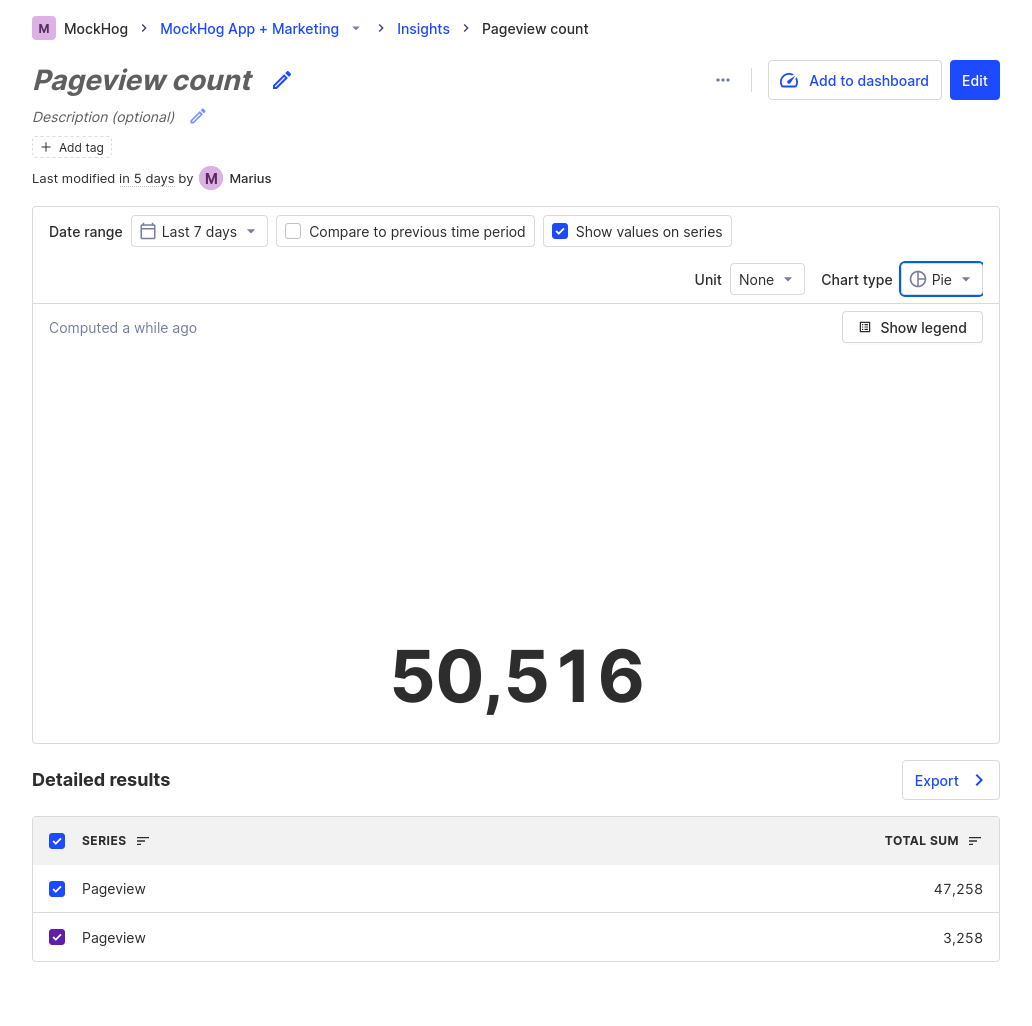 M MockHog MockHog App + Marketing Insights Pageview count
Pageview count
Add to dashboard Edit
Description (optional)
Add tag
Last modified in 5 days by M Marius
Date range Last 7 days Compare to previous time period Show values on series
Unit None Chart type Pie
Computed a while ago Show legend
50,516
Detailed results Export
SERIES TOTAL SUM
Pageview 47,258
Pageview 3,258